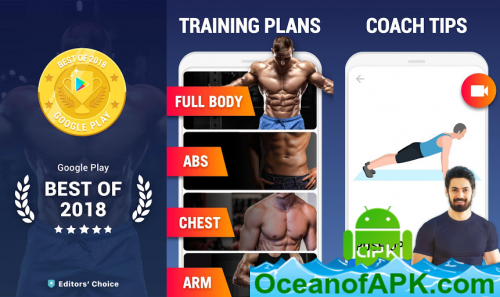 BEST OF 2018
GOOGLE PLAY
Google Play
BEST OF
2018
Editors' Choice
TRAINING PLANS
FULL BODY
ABS
CHEST
ARM
COACH TIPS
APK
OceanofAPK.com